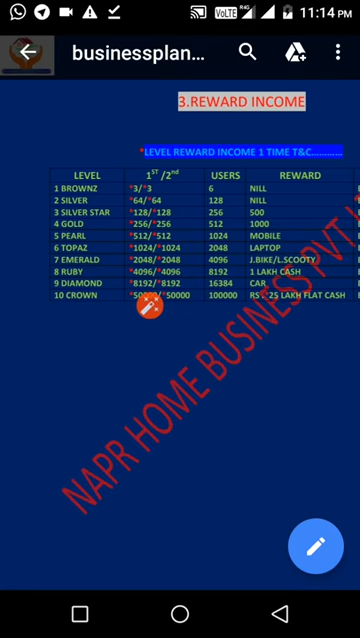 11:14 PM
businessplan...
3.REWARD INCOME
*LEVEL REWARD INCOME 1 TIME T&C............
LEVEL 1ST /2nd USERS REWARD
1 BROWNZ *3/*3 6 NILL
2 SILVER *64/*64 128 NILL
3 SILVER STAR *128/*128 256 500
4 GOLD *256/*256 512 1000
5 PEARL *512/*512 1024 MOBILE
6 TOPAZ *1024/*1024 2048 LAPTOP
7 EMERALD *2048/*2048 4096 J.BIKE/L.SCOOTY
8 RUBY *4096/*4096 8192 1 LAKH CASH
9 DIAMOND *8192/*8192 16384 CAR
10 CROWN /*50000 100000 LAKH FLAT CASH
NAPR HOME BUSINESS PVT